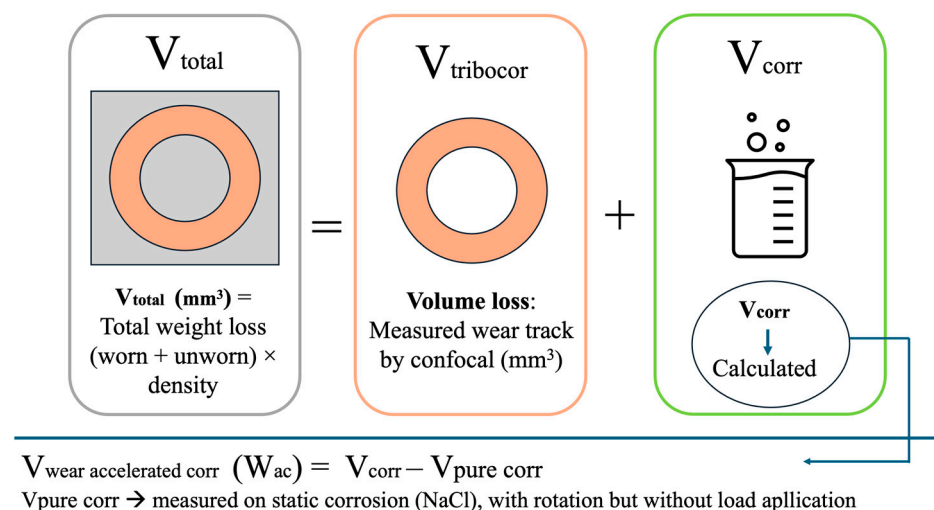 Vtotal
Vtribocor
Vcorr
=
+
Vtotal (mm³) =
Total weight loss
(worn + unworn) ×
density
Volume loss:
Measured wear track
by confocal (mm³)
Vcorr
Calculated
Vwear accelerated corr (Wac) = Vcorr – Vpure corr
Vpure corr → measured on static corrosion (NaCl), with rotation but without load apllication